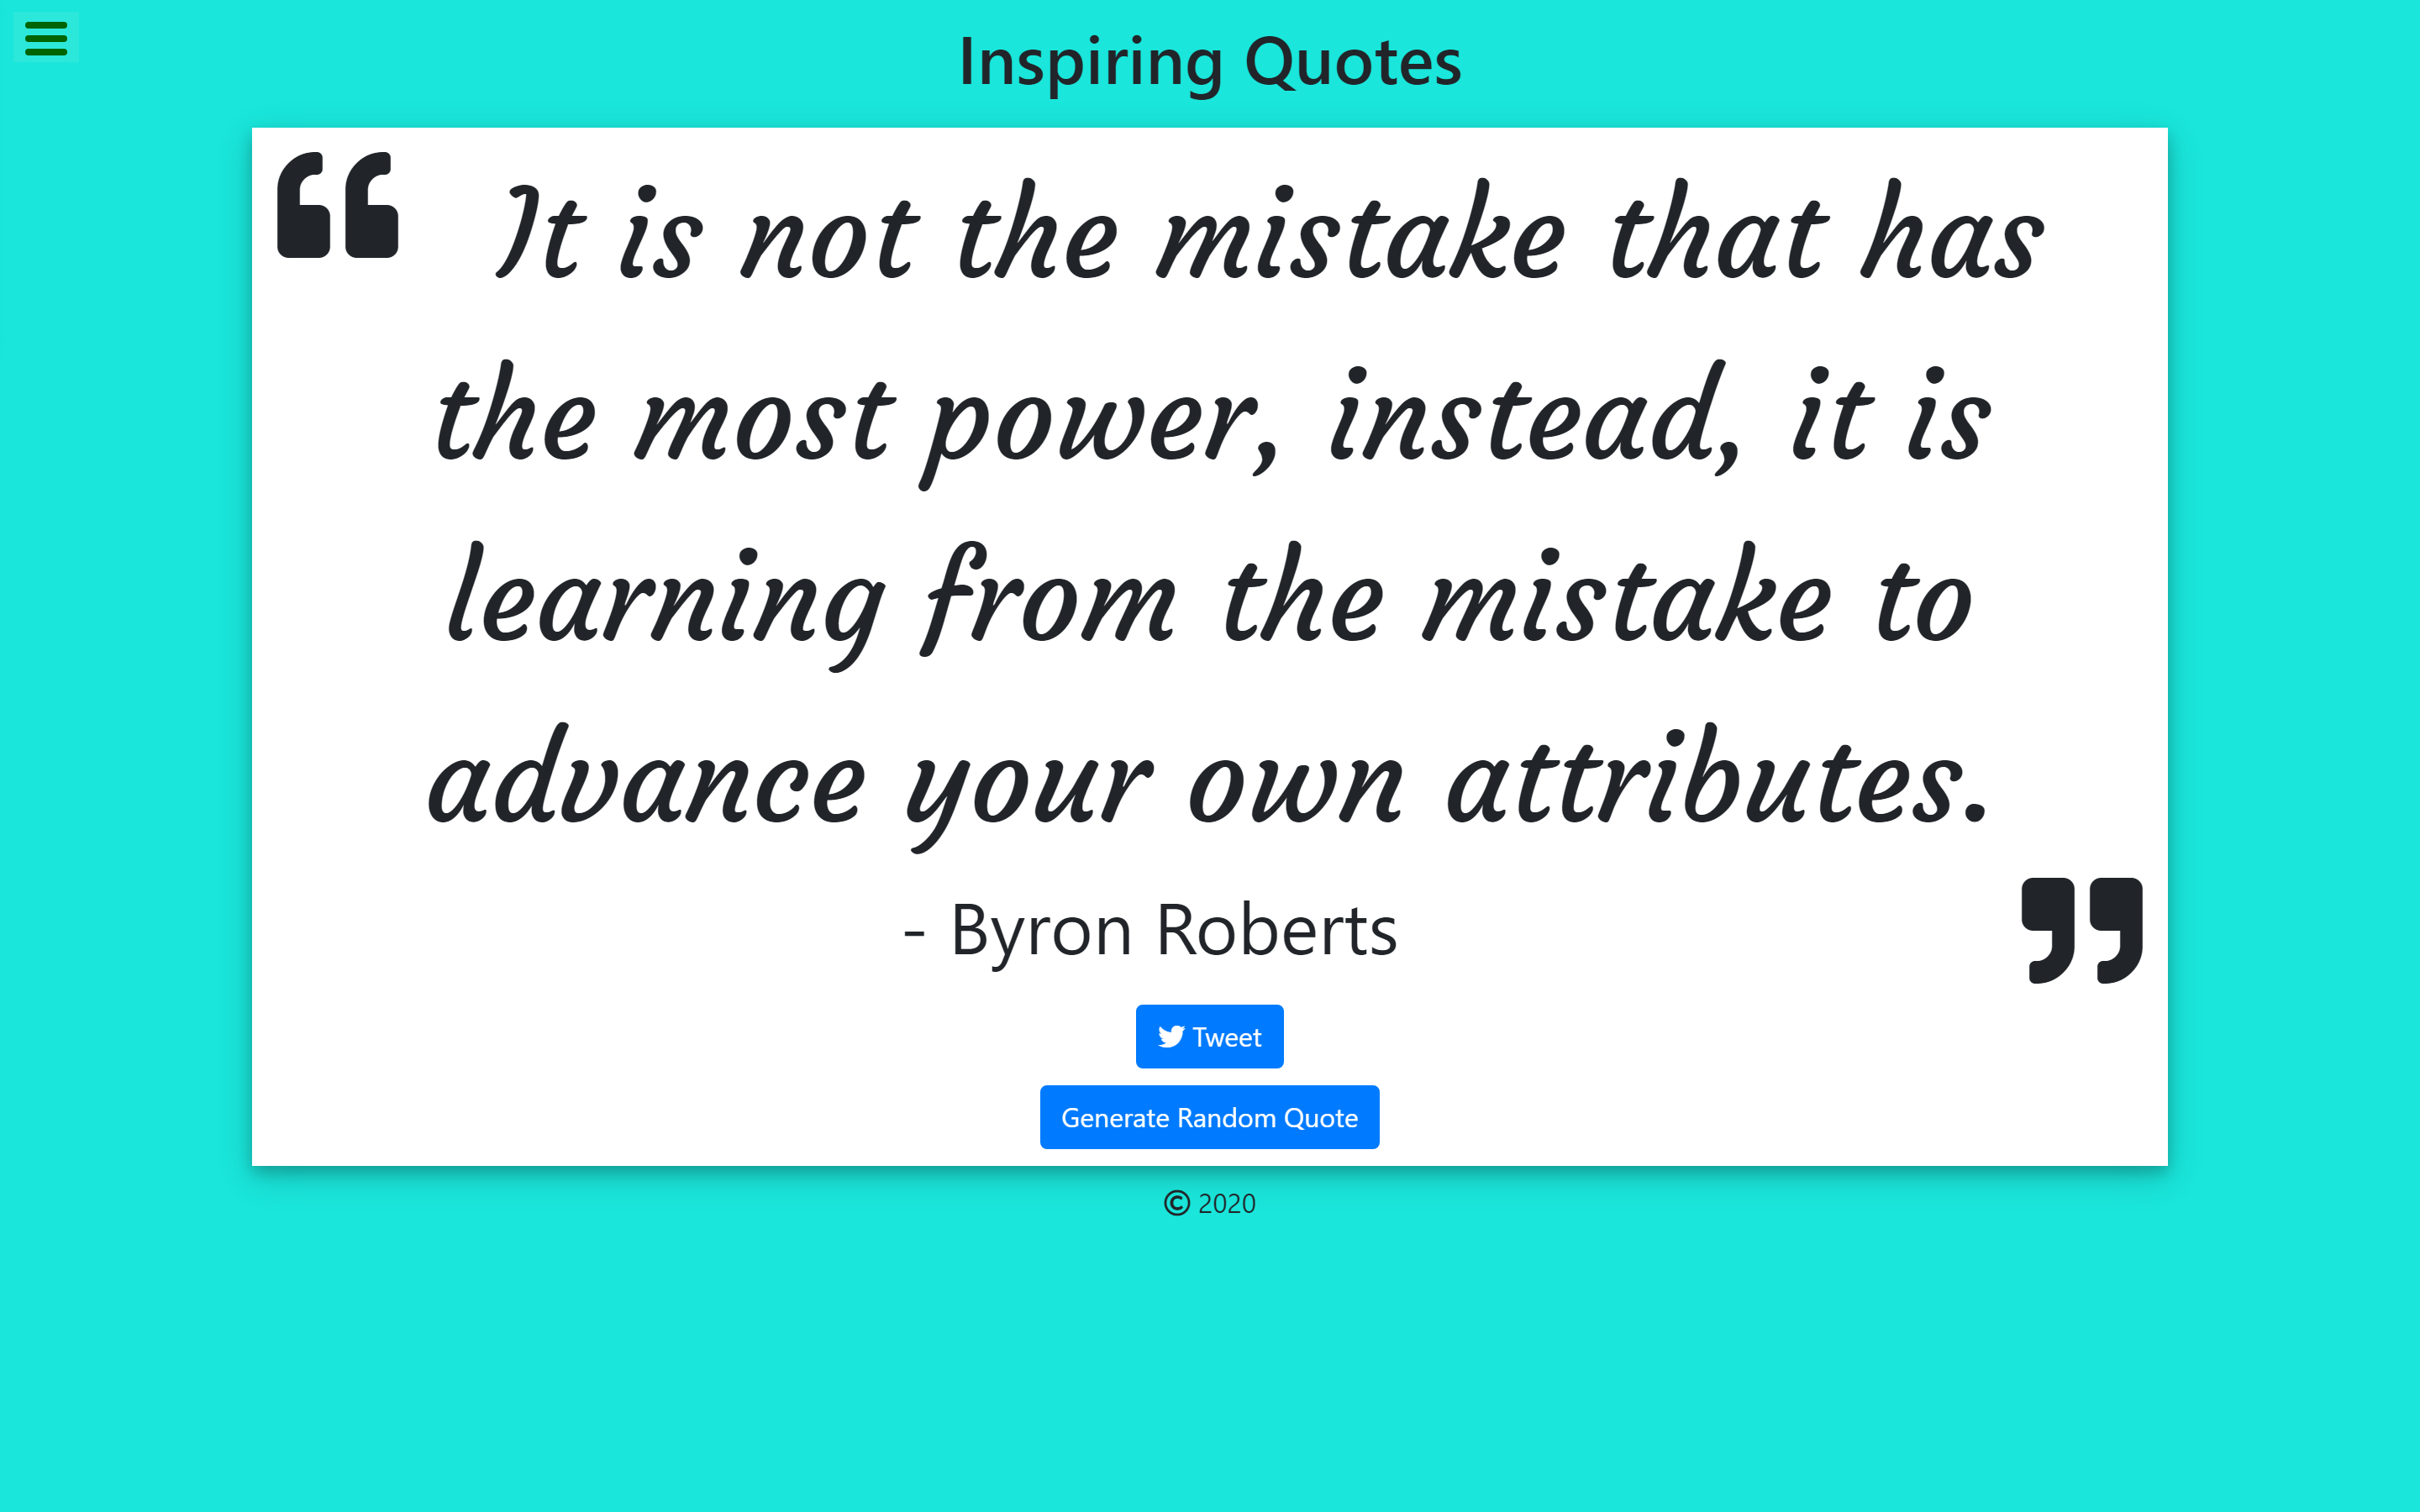 Inspiring Quotes
It is not the mistake that has
the most power, instead, it is
learning from the mistake to
advance your own attributes.
- Byron Roberts
Tweet
Generate Random Quote
© 2020